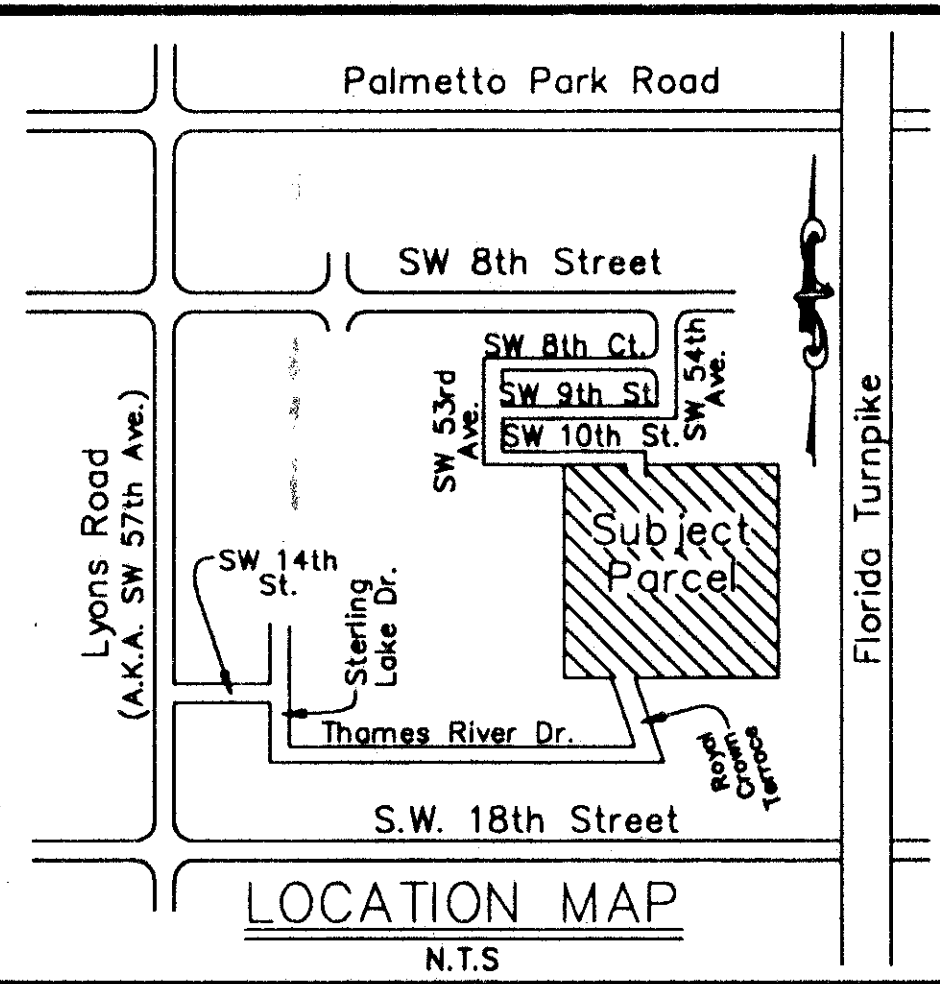 Palmetto Park Road
SW 8th Street
SW 8th Ct.
SW 9th St
SW 10th St.
SW 53rd
Ave.
SW 54th
Ave.
Subject
Parcel
Florida Turnpike
Lyons Road
(A.K.A. SW 57th Ave.)
SW 14th
St.
Sterling
Lake Dr.
Thames River Dr.
Royal
Crown
Terrace
S.W. 18th Street
LOCATION MAP
N.T.S